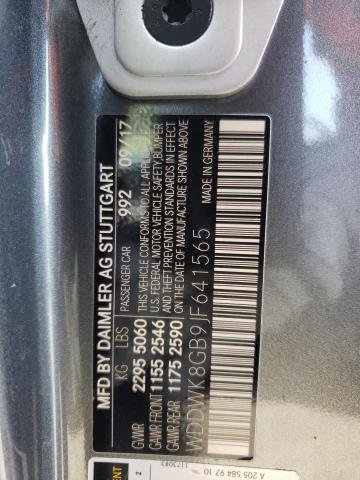 MFD BY DAIMLER AG STUTTGART
PASSENGER CAR 992 09/17
KG LBS
GVWR 2295 5060
GAWR FRONT 1155 2546
GAWR REAR 1175 2590
THIS VEHICLE CONFORMS TO ALL APPLICABLE
U.S. FEDERAL MOTOR VEHICLE SAFETY, BUMPER
AND THEFT PREVENTION STANDARDS IN EFFECT
ON THE DATE OF MANUFACTURE SHOWN ABOVE
WDDWK8GB9JF641565 MADE IN GERMANY
A 205 584 97 10
2